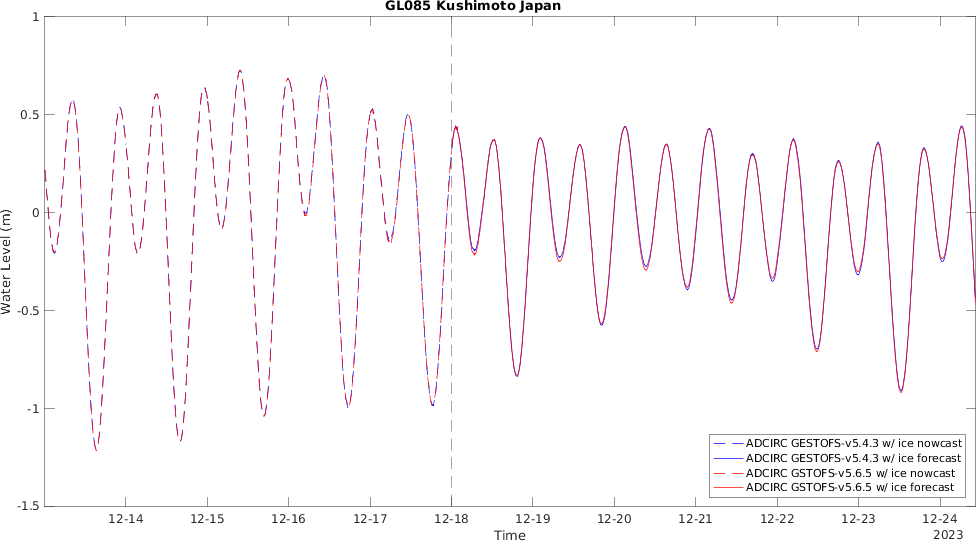 GL085 Kushimoto Japan
1
0.5
0
-0.5
-1
-1.5
Water Level (m)
12-14
12-15
12-16
12-17
12-18
12-19
12-20
12-21
12-22
12-23
12-24
2023
Time
ADCIRC GESTOFS-v5.4.3 w/ ice nowcast
ADCIRC GESTOFS-v5.4.3 w/ ice forecast
ADCIRC GSTOFS-v5.6.5 w/ ice nowcast
ADCIRC GSTOFS-v5.6.5 w/ ice forecast